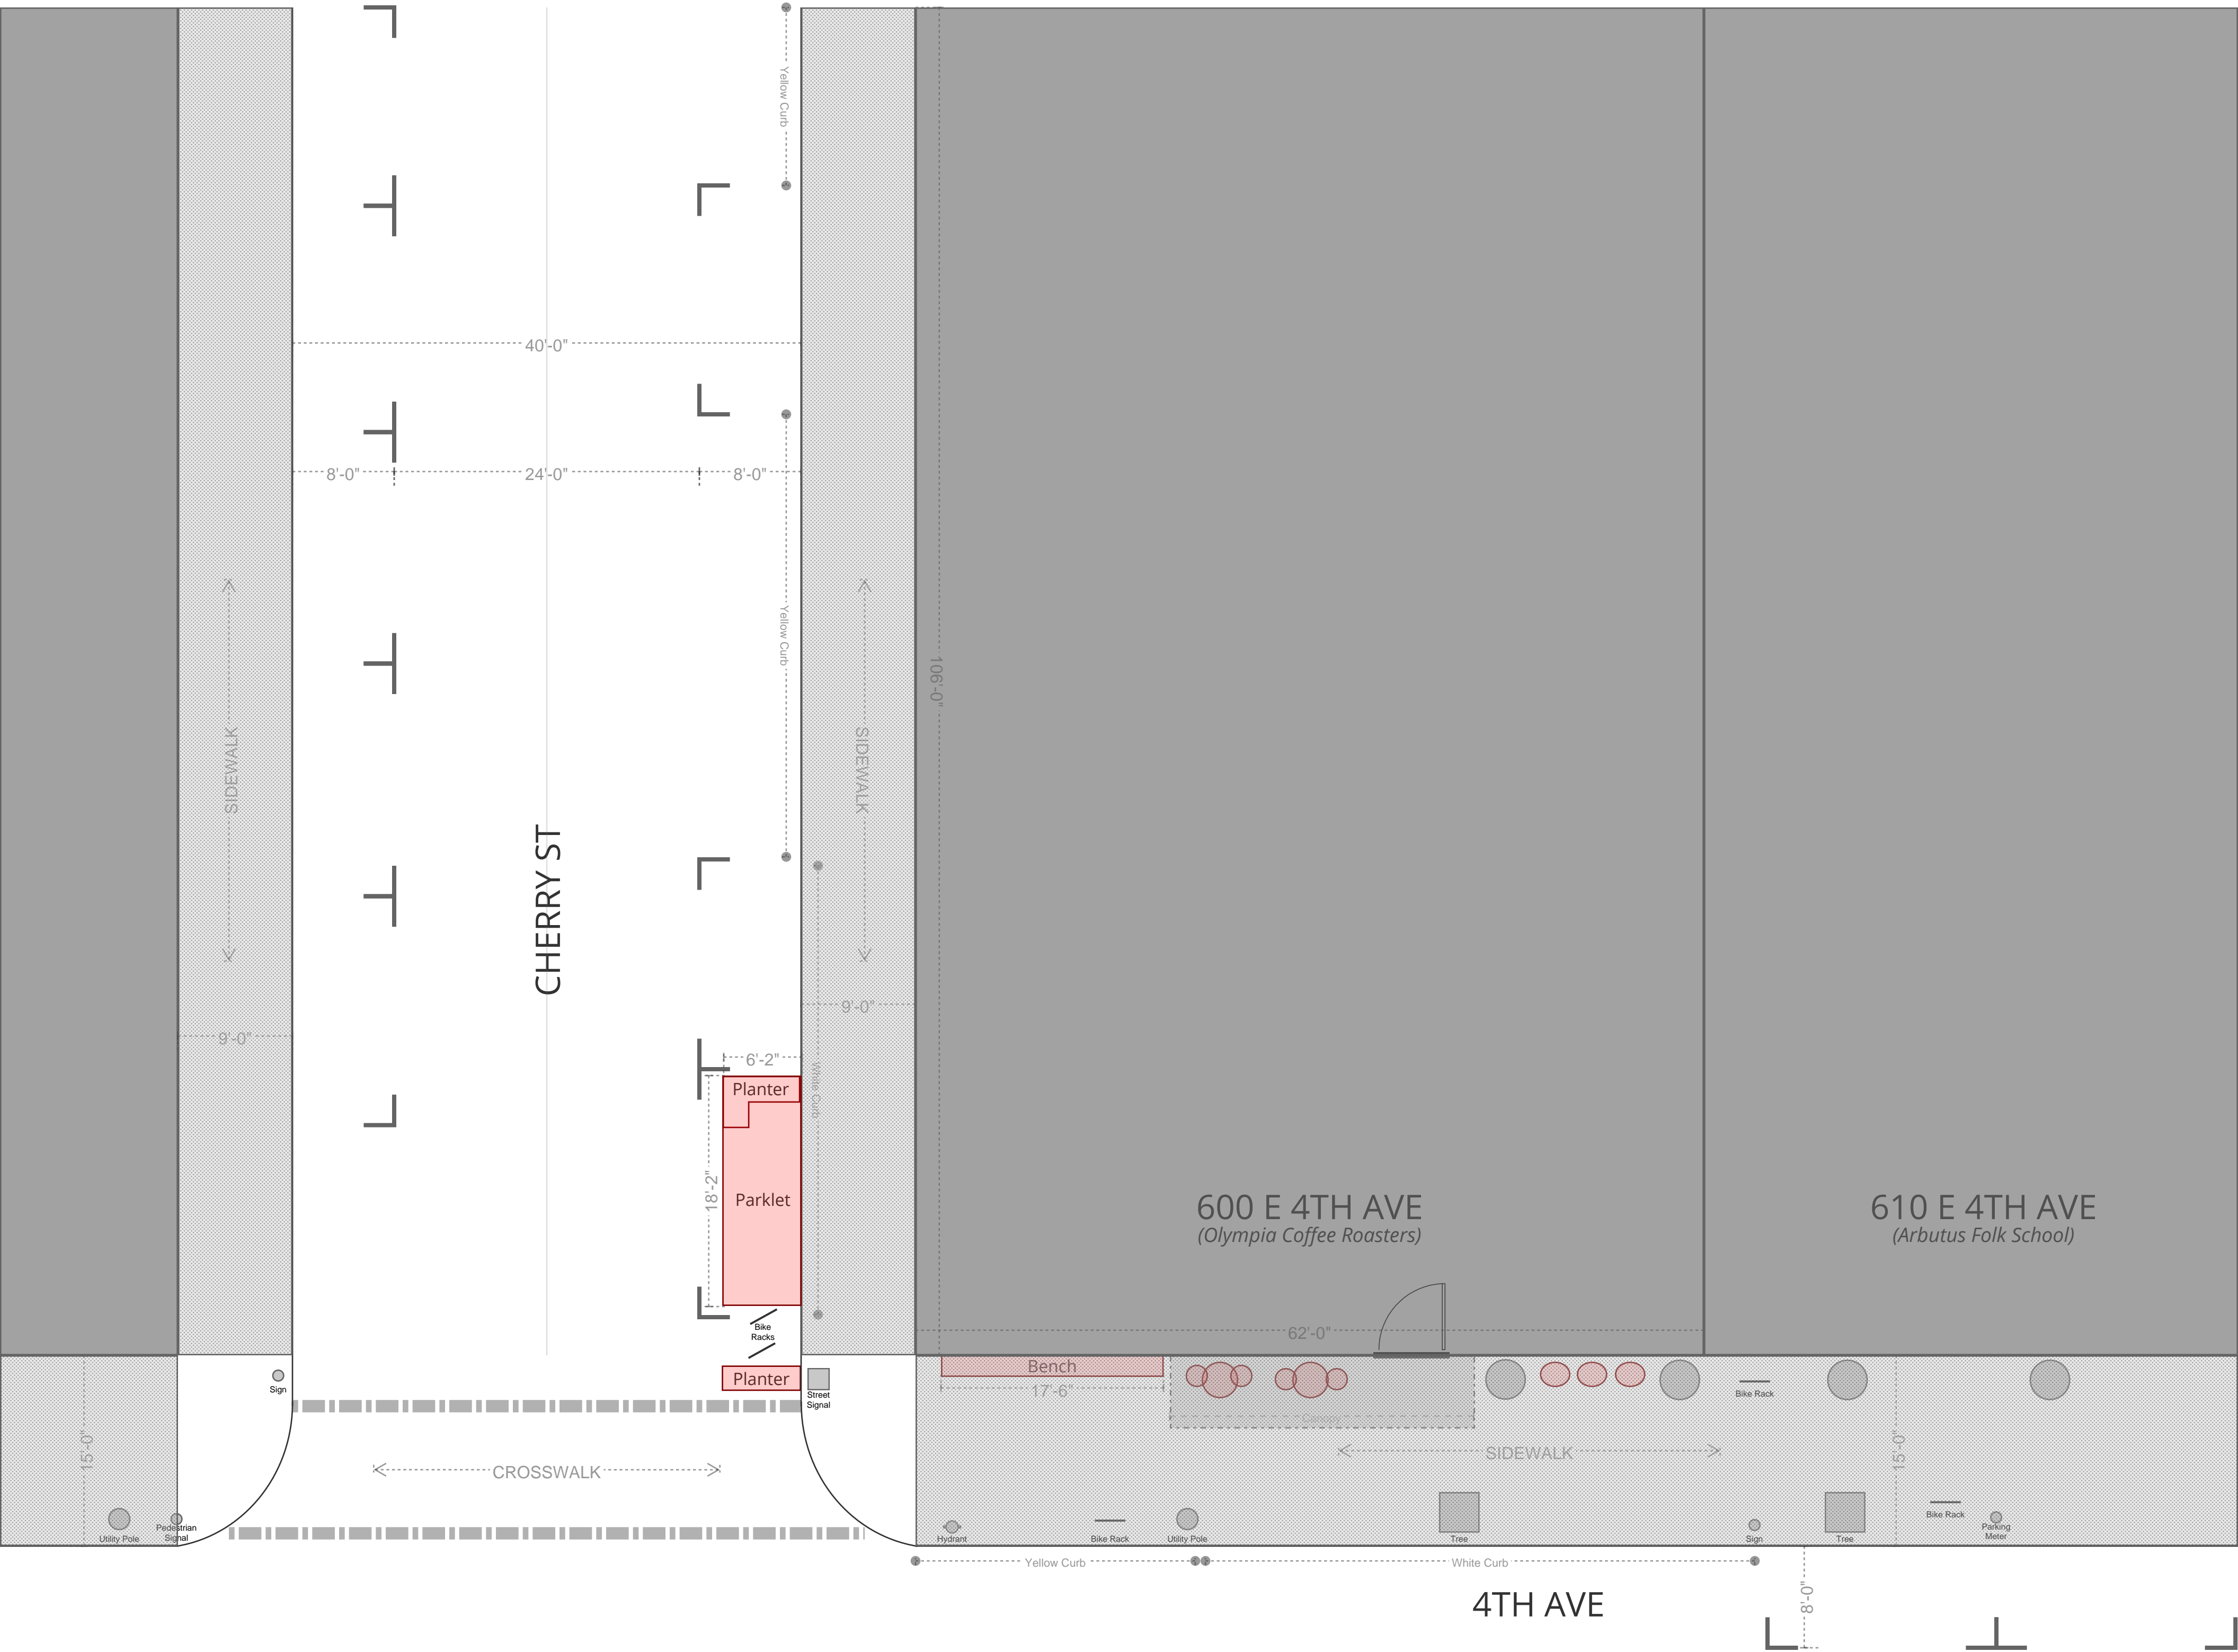 Yellow Curb
40'-0"
8'-0"
24'-0"
8'-0"
Yellow Curb
106'-0"
SIDEWALK
SIDEWALK
CHERRY ST
9'-0"
9'-0"
6'-2"
White Curb
Planter
18'-2"
Parklet
600 E 4TH AVE
(Olympia Coffee Roasters)
610 E 4TH AVE
(Arbutus Folk School)
Bike
Racks
62'-0"
Planter
Sign
Street
Signal
Bench
17'-6"
Canopy
Bike Rack
15'-0"
CROSSWALK
SIDEWALK
15'-0"
Utility Pole
Pedestrian
Signal
Hydrant
Bike Rack
Utility Pole
Tree
Sign
Tree
Bike Rack
Parking
Meter
Yellow Curb
White Curb
4TH AVE
8'-0"